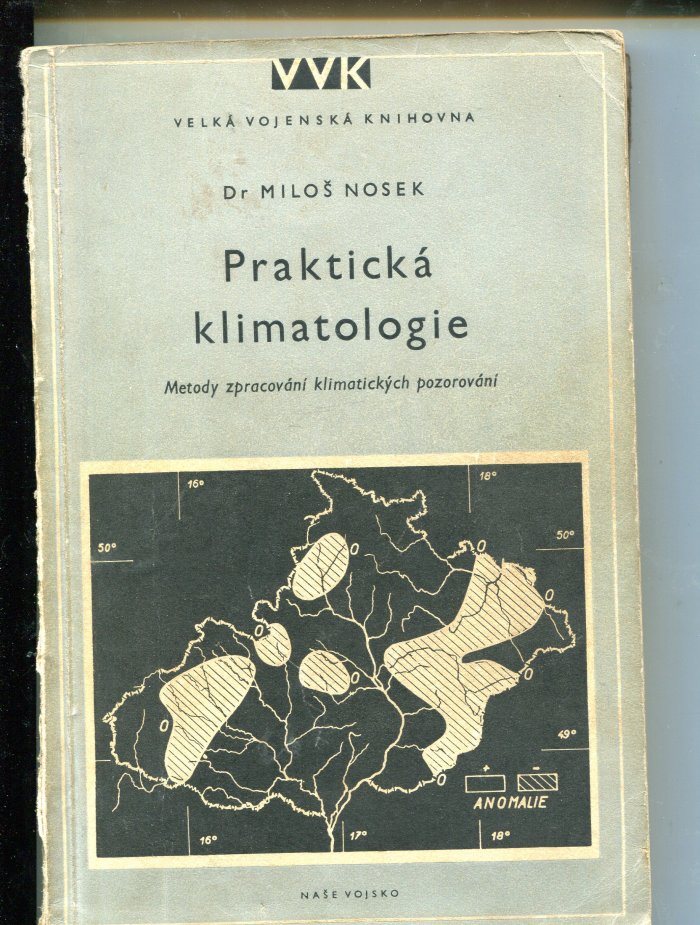 VVK
VELKÁ VOJENSKÁ KNIHOVNA
Dr MILOŠ NOSEK
Praktická
klimatologie
Metody zpracování klimatických pozorování
16° 18°
50° 50°
0 0
0
0
0 0
0
49°
0
+ -
ANOMALIE
16° 17° 18°
NAŠE VOJSKO